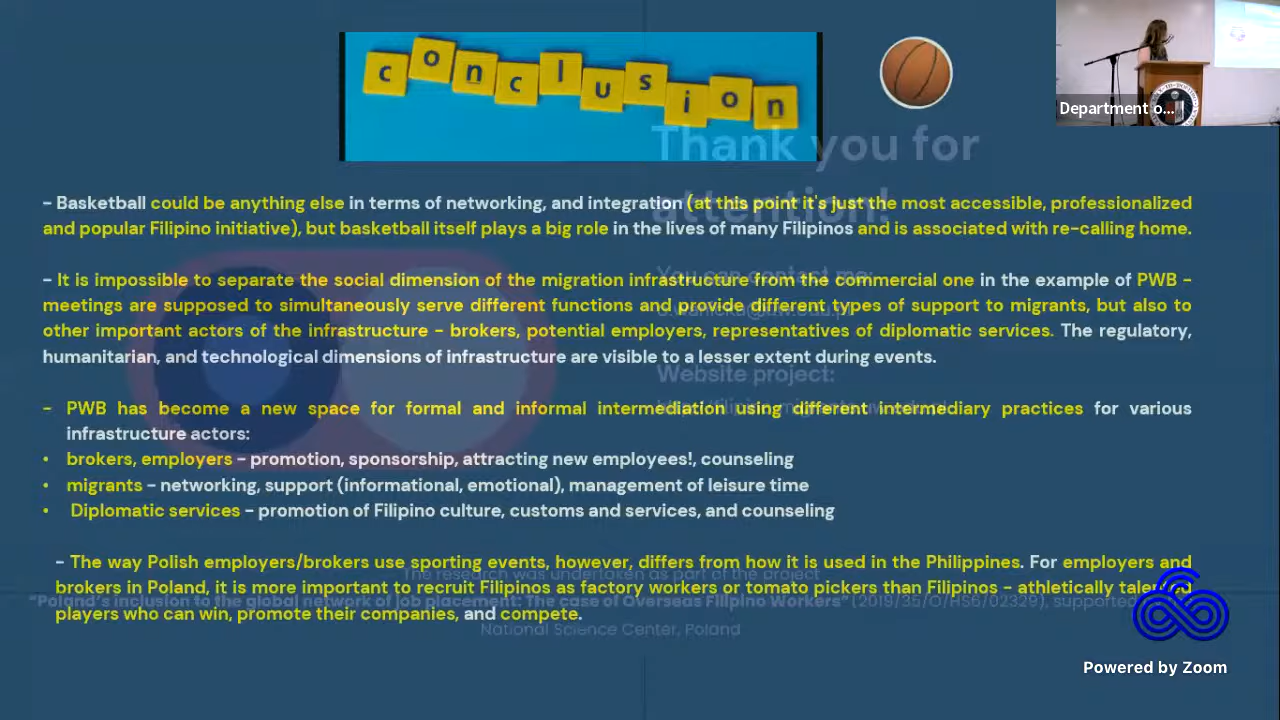 conclusion
Department o...
Thank you for
attention!
- Basketball could be anything else in terms of networking, and integration (at this point it's just the most accessible, professionalized
and popular Filipino initiative), but basketball itself plays a big role in the lives of many Filipinos and is associated with re-calling home.
You can contact me:
- It is impossible to separate the social dimension of the migration infrastructure from the commercial one in the example of PWB -
meetings are supposed to simultaneously serve different functions and provide different types of support to migrants, but also to
other important actors of the infrastructure - brokers, potential employers, representatives of diplomatic services. The regulatory,
humanitarian, and technological dimensions of infrastructure are visible to a lesser extent during events.
Website project:
- PWB has become a new space for formal and informal intermediation using different intermediary practices for various
infrastructure actors:
• brokers, employers - promotion, sponsorship, attracting new employees!, counseling
• migrants - networking, support (informational, emotional), management of leisure time
• Diplomatic services - promotion of Filipino culture, customs and services, and counseling
- The way Polish employers/brokers use sporting events, however, differs from how it is used in the Philippines. For employers and
brokers in Poland, it is more important to recruit Filipinos as factory workers or tomato pickers than Filipinos - athletically talented
players who can win, promote their companies, and compete.
The research was undertaken as part of the project
"Poland's inclusion to the global network of job placement: The case of Overseas Filipino Workers" (2019/35/O/HS6/02329), supported
National Science Center, Poland
Powered by Zoom